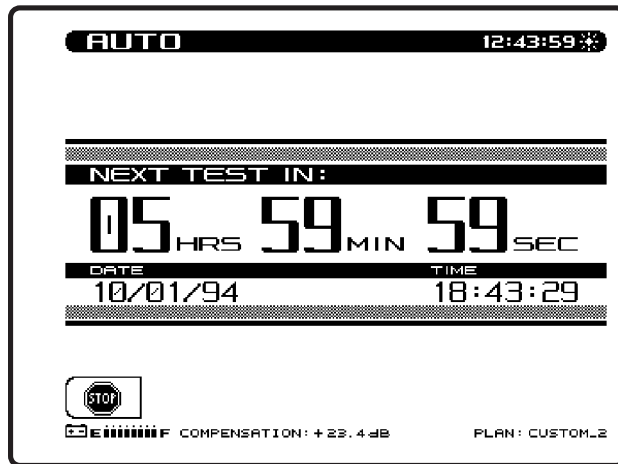 AUTO 12:43:59
NEXT TEST IN:
05 HRS 59 MIN 59 SEC
DATE TIME
10/01/94 18:43:29
STOP
E F COMPENSATION: +23.4dB PLAN: CUSTOM_2